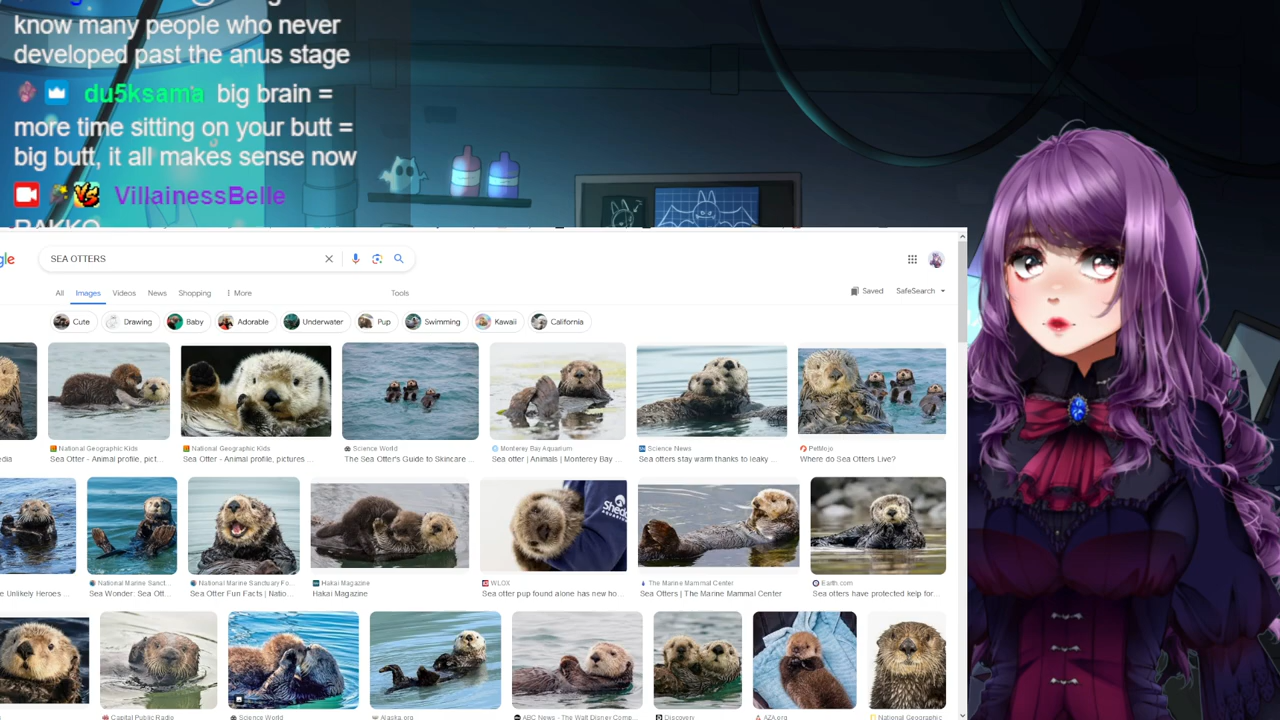 know many people who never
developed past the anus stage
du5ksama big brain =
more time sitting on your butt =
big butt, it all makes sense now
VillainessBelle
RAKKO
gle
SEA OTTERS
All Images Videos News Shopping More Tools
Saved SafeSearch
Cute Drawing Baby Adorable Underwater Pup Swimming Kawaii California
National Geographic Kids
Sea Otter - Animal profile, pict...
National Geographic Kids
Sea Otter - Animal profile, pictures ...
Science World
The Sea Otter's Guide to Skincare ...
Monterey Bay Aquarium
Sea otter | Animals | Monterey Bay ...
Science News
Sea otters stay warm thanks to leaky ...
PetMojo
Where do Sea Otters Live?
e Unlikely Heroes ...
National Marine Sanct...
Sea Wonder: Sea Ott...
National Marine Sanctuary Fo...
Sea Otter Fun Facts | Natio...
Hakai Magazine
Hakai Magazine
WLOX
Sea otter pup found alone has new ho...
The Marine Mammal Center
Sea Otters | The Marine Mammal Center
Earth.com
Sea otters have protected kelp for...
Capital Public Radio
Science World
Alaska.org
ABC News - The Walt Disney Comp...
Discovery
AZA.org
National Geographic